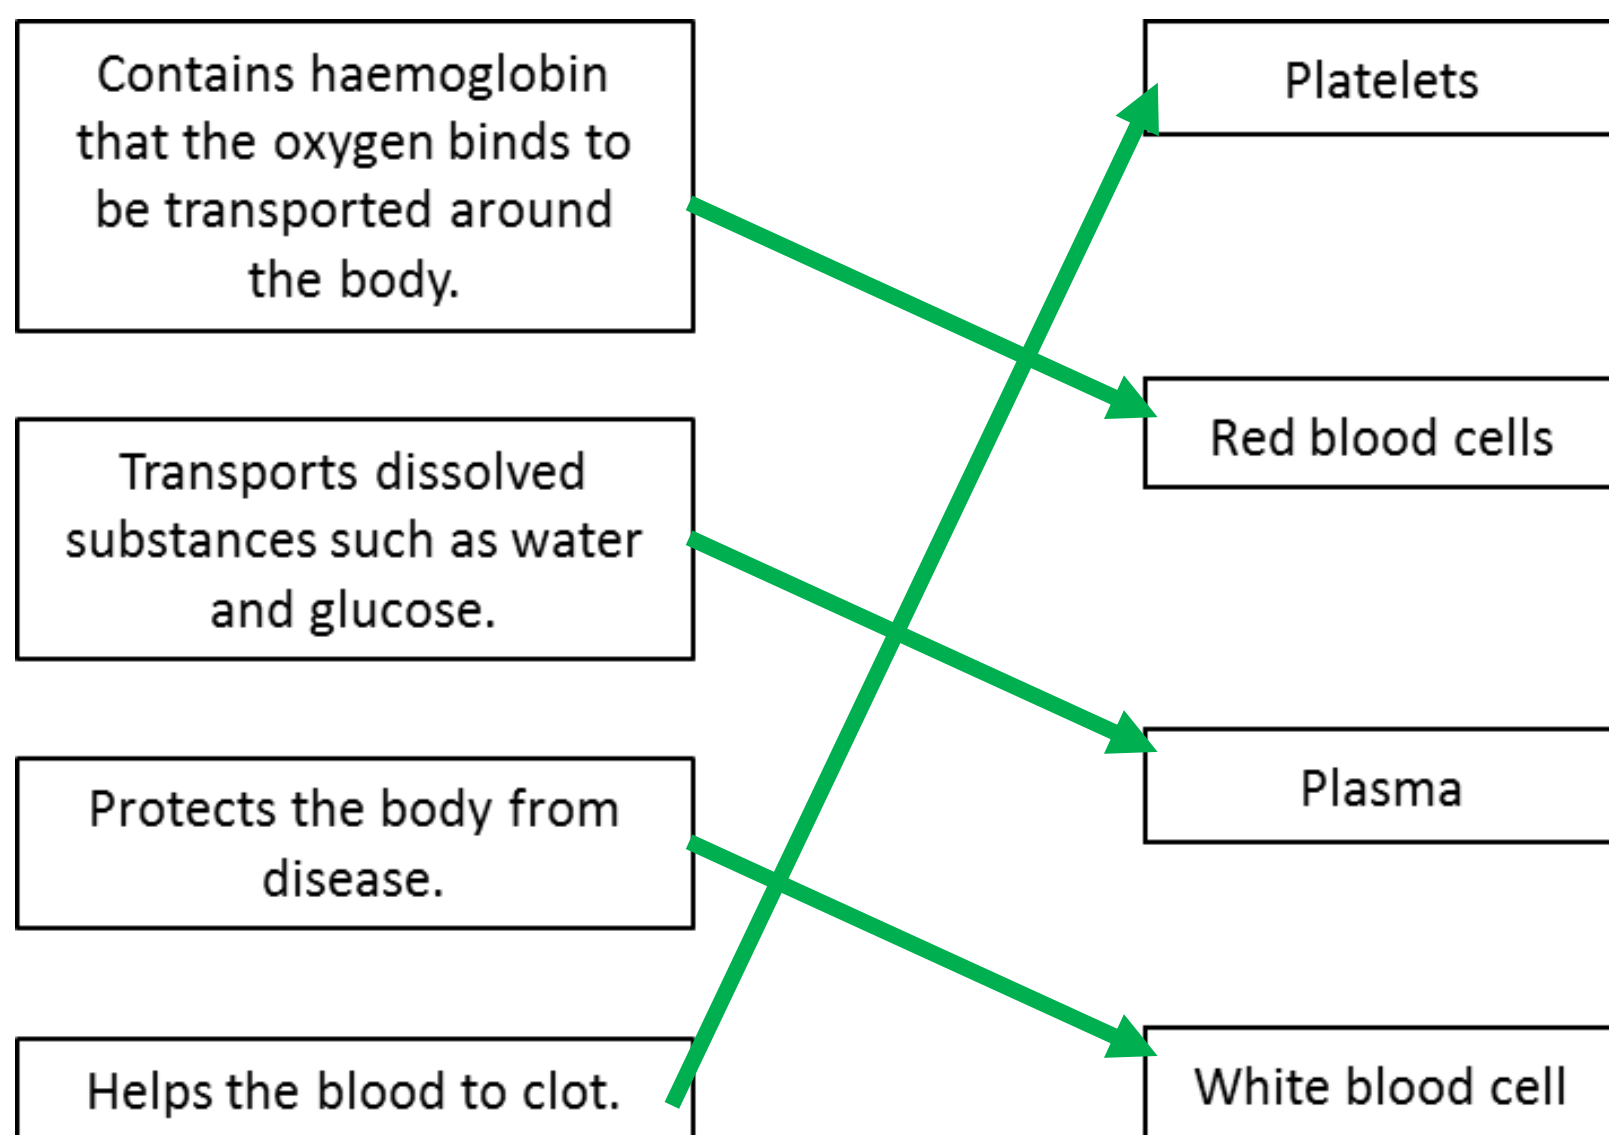 Contains haemoglobin
that the oxygen binds to
be transported around
the body.
Transports dissolved
substances such as water
and glucose.
Protects the body from
disease.
Helps the blood to clot.
Platelets
Red blood cells
Plasma
White blood cell